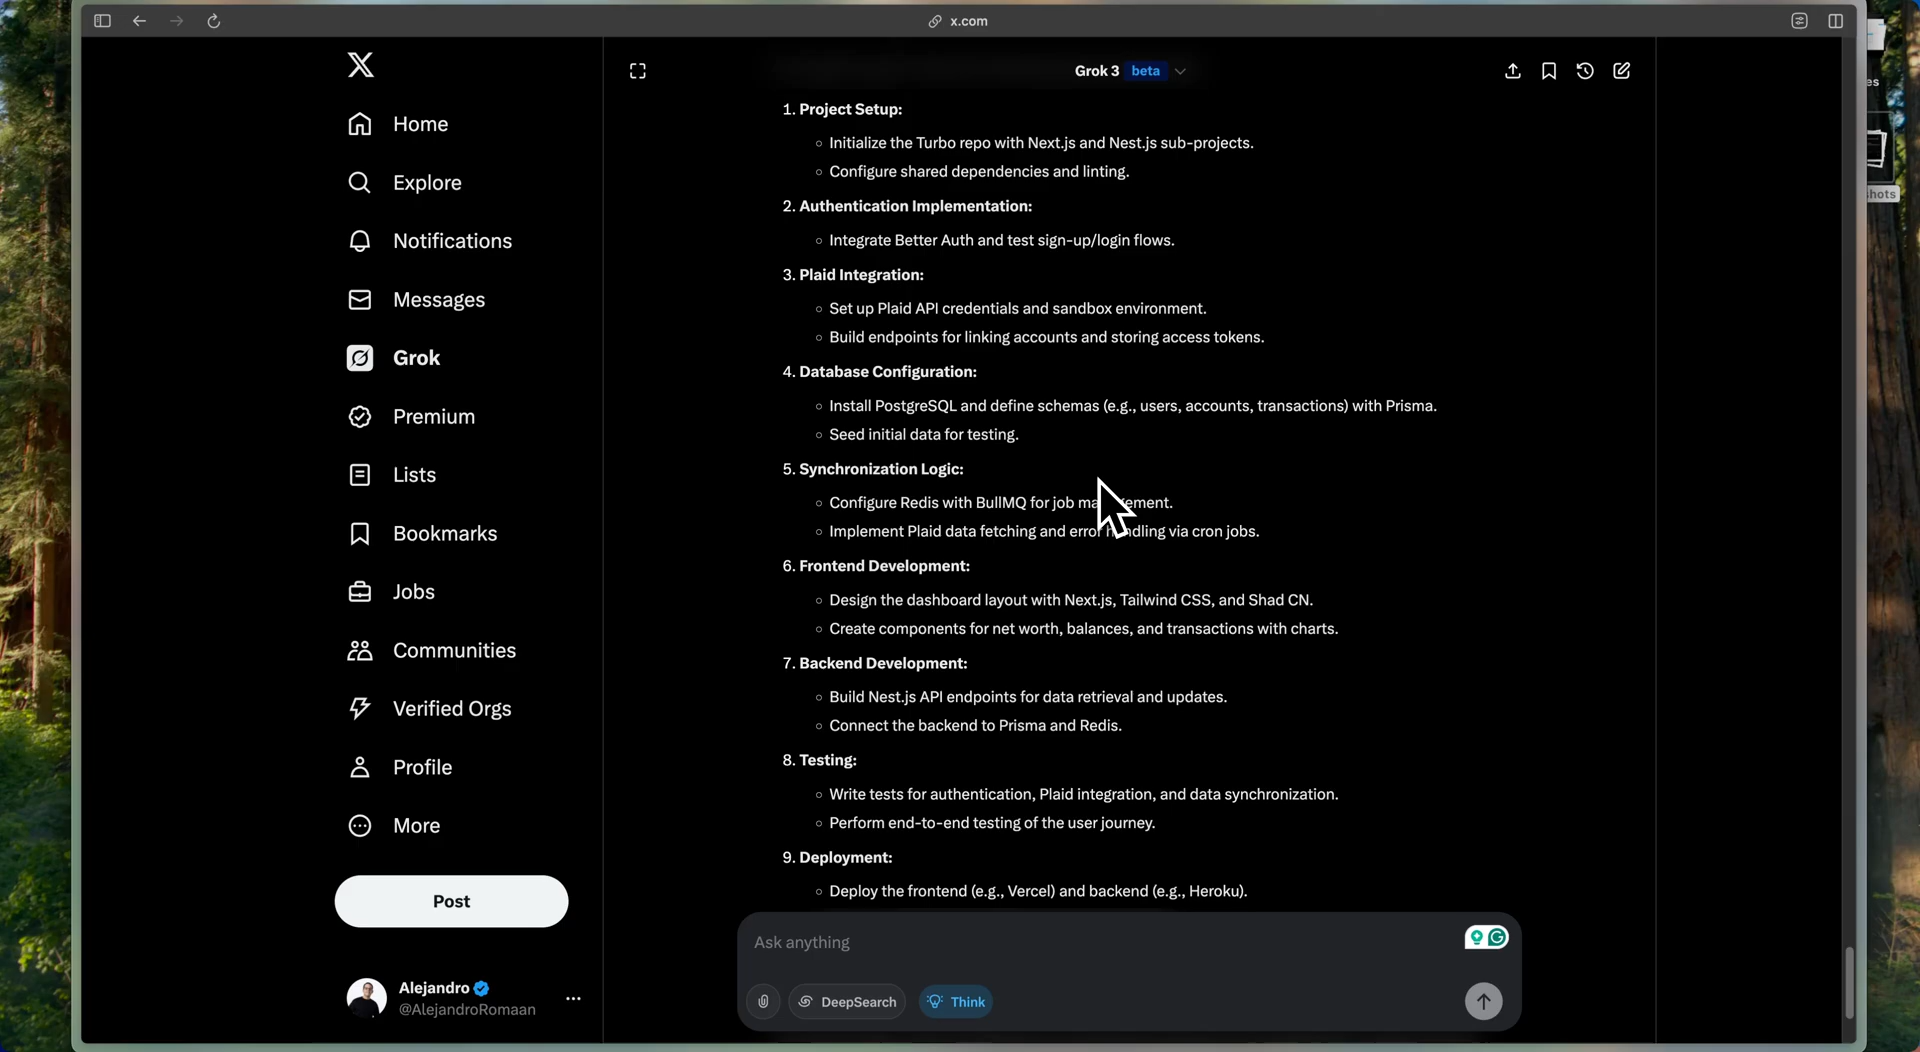 x.com
Grok 3 beta
Home
Explore
Notifications
Messages
Grok
Premium
Lists
Bookmarks
Jobs
Communities
Verified Orgs
Profile
More
Post
Alejandro
@AlejandroRomaan
1. Project Setup:
Initialize the Turbo repo with Next.js and Nest.js sub-projects.
Configure shared dependencies and linting.
2. Authentication Implementation:
Integrate Better Auth and test sign-up/login flows.
3. Plaid Integration:
Set up Plaid API credentials and sandbox environment.
Build endpoints for linking accounts and storing access tokens.
4. Database Configuration:
Install PostgreSQL and define schemas (e.g., users, accounts, transactions) with Prisma.
Seed initial data for testing.
5. Synchronization Logic:
Configure Redis with BullMQ for job management.
Implement Plaid data fetching and error handling via cron jobs.
6. Frontend Development:
Design the dashboard layout with Next.js, Tailwind CSS, and Shad CN.
Create components for net worth, balances, and transactions with charts.
7. Backend Development:
Build Nest.js API endpoints for data retrieval and updates.
Connect the backend to Prisma and Redis.
8. Testing:
Write tests for authentication, Plaid integration, and data synchronization.
Perform end-to-end testing of the user journey.
9. Deployment:
Deploy the frontend (e.g., Vercel) and backend (e.g., Heroku).
Ask anything
DeepSearch
Think